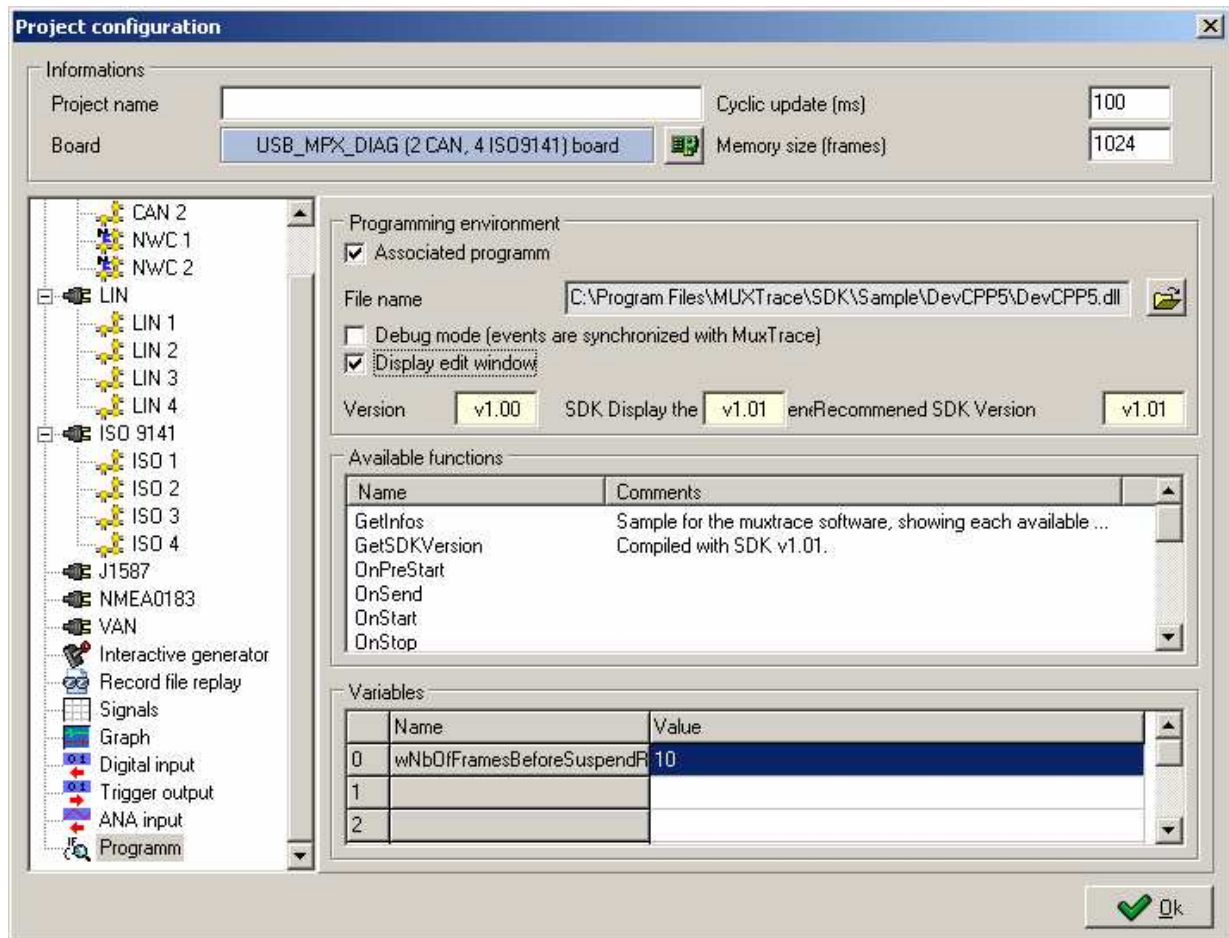 Project configuration
Informations
Project name
Cyclic update (ms)
100
Board
USB_MPX_DIAG (2 CAN, 4 ISO9141) board
Memory size (frames)
1024
CAN 2
NWC 1
NWC 2
LIN
LIN 1
LIN 2
LIN 3
LIN 4
ISO 9141
ISO 1
ISO 2
ISO 3
ISO 4
J1587
NMEA0183
VAN
Interactive generator
Record file replay
Signals
Graph
Digital input
Trigger output
ANA input
Programm
Programming environment
Associated programm
File name
C:\Program Files\MUXTrace\SDK\Sample\DevCPP5\DevCPP5.dll
Debug mode (events are synchronized with MuxTrace)
Display edit window
Version v1.00 SDK Display the v1.01 en Recommened SDK Version v1.01
Available functions
Name Comments
GetInfos Sample for the muxtrace software, showing each available ...
GetSDKVersion Compiled with SDK v1.01.
OnPreStart
OnSend
OnStart
OnStop
Variables
Name Value
0 wNbOfFramesBeforeSuspendR 10
1
2
Ok